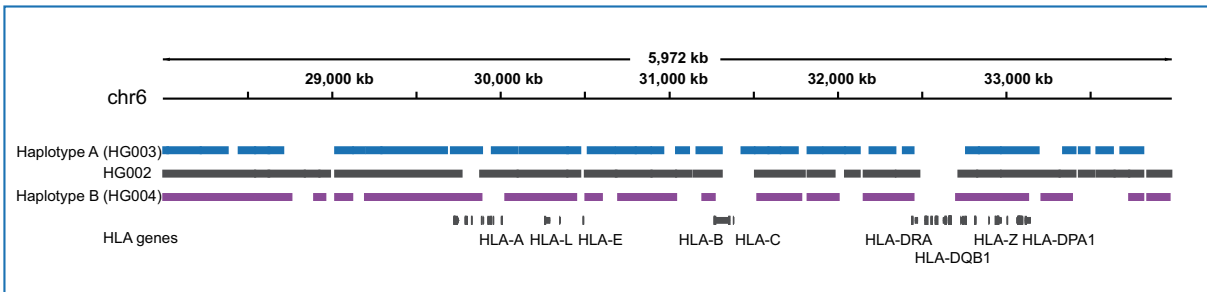 5,972 kb
29,000 kb 30,000 kb 31,000 kb 32,000 kb 33,000 kb
chr6
Haplotype A (HG003)
HG002
Haplotype B (HG004)
HLA genes
HLA-A HLA-L HLA-E HLA-B HLA-C HLA-DRA HLA-Z HLA-DPA1
HLA-DQB1